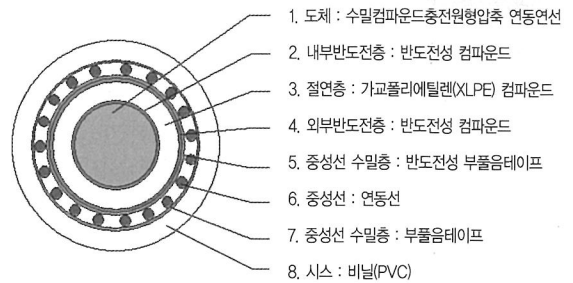 1. 도체 : 수밀컴파운드충전원형압축 연동연선
2. 내부반도전층 : 반도전성 컴파운드
3. 절연층 : 가교폴리에틸렌(XLPE) 컴파운드
4. 외부반도전층 : 반도전성 컴파운드
5. 중성선 수밀층 : 반도전성 부풀음테이프
6. 중성선 : 연동선
7. 중성선 수밀층 : 부풀음테이프
8. 시스 : 비닐(PVC)